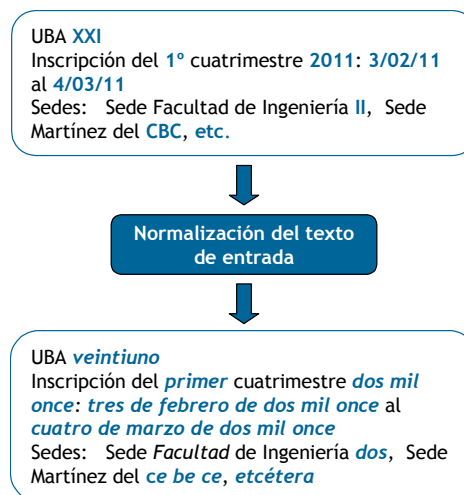 UBA XXI
Inscripción del 1º cuatrimestre 2011: 3/02/11
al 4/03/11
Sedes: Sede Facultad de Ingeniería II, Sede
Martínez del CBC, etc.
Normalización del texto
de entrada
UBA veintiuno
Inscripción del primer cuatrimestre dos mil
once: tres de febrero de dos mil once al
cuatro de marzo de dos mil once
Sedes: Sede Facultad de Ingeniería dos, Sede
Martínez del ce be ce, etcétera